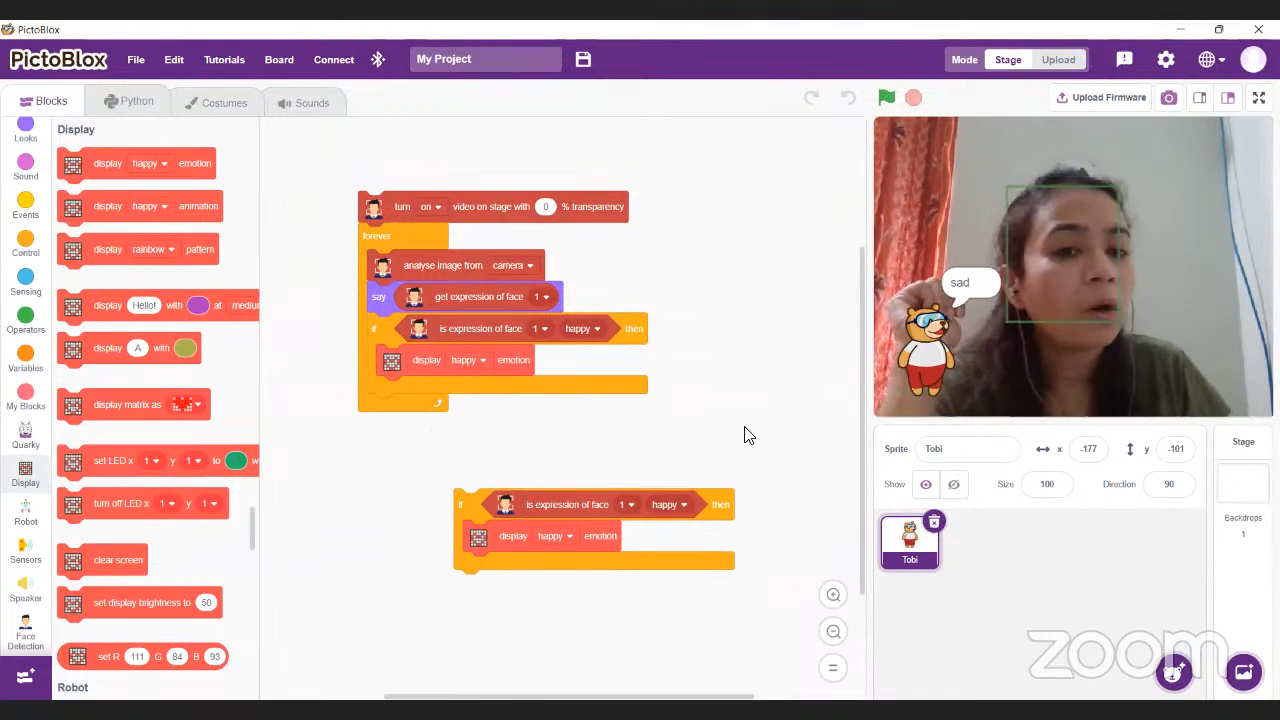 PictoBlox
PictoBlox File Edit Tutorials Board Connect My Project Mode Stage Upload
Blocks Python Costumes Sounds Upload Firmware
Looks
Sound
Events
Control
Sensing
Operators
Variables
My Blocks
Quarky
Display
Robot
Sensors
Speaker
Face
Detection
Display
display happy emotion
display happy animation
display rainbow pattern
display Hello! with at medium
display A with
display matrix as
set LED x 1 y 1 to w
turn off LED x 1 y 1
clear screen
set display brightness to 50
set R 111 G 84 B 93
Robot
turn on video on stage with 0 % transparency
forever
analyse image from camera
say get expression of face 1
if is expression of face 1 happy then
display happy emotion
if is expression of face 1 happy then
display happy emotion
sad
Sprite Tobi x -177 y -101
Show Size 100 Direction 90
Tobi
Stage
Backdrops
1
zoom